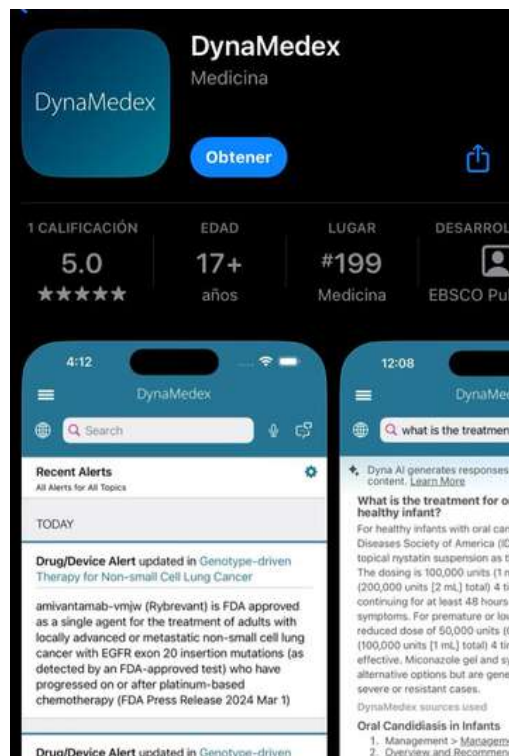 DynaMedex
DynaMedex
Medicina
Obtener
1 CALIFICACIÓN
5.0
★★★★★
EDAD
17+
años
LUGAR
#199
Medicina
DESARROL
EBSCO Pu
4:12
DynaMedex
Search
Recent Alerts
All Alerts for All Topics
TODAY
Drug/Device Alert updated in Genotype-driven
Therapy for Non-small Cell Lung Cancer
amivantamab-vmjw (Rybrevant) is FDA approved
as a single agent for the treatment of adults with
locally advanced or metastatic non-small cell lung
cancer with EGFR exon 20 insertion mutations (as
detected by an FDA-approved test) who have
progressed on or after platinum-based
chemotherapy (FDA Press Release 2024 Mar 1)
Drug/Device Alert updated in Genotype-driven
12:08
DynaMed
what is the treatmen
Dyna AI generates responses
content. Learn More
What is the treatment for or
healthy infant?
For healthy infants with oral can
Diseases Society of America (ID
topical nystatin suspension as t
The dosing is 100,000 units (1 m
(200,000 units [2 mL] total) 4 ti
continuing for at least 48 hours
symptoms. For premature or lov
reduced dose of 50,000 units (
(100,000 units [1 mL] total) 4 tin
effective. Miconazole gel and sy
alternative options but are gene
severe or resistant cases.
DynaMedex sources used
Oral Candidiasis in Infants
1. Management > Manageme
2. Overview and Recommen